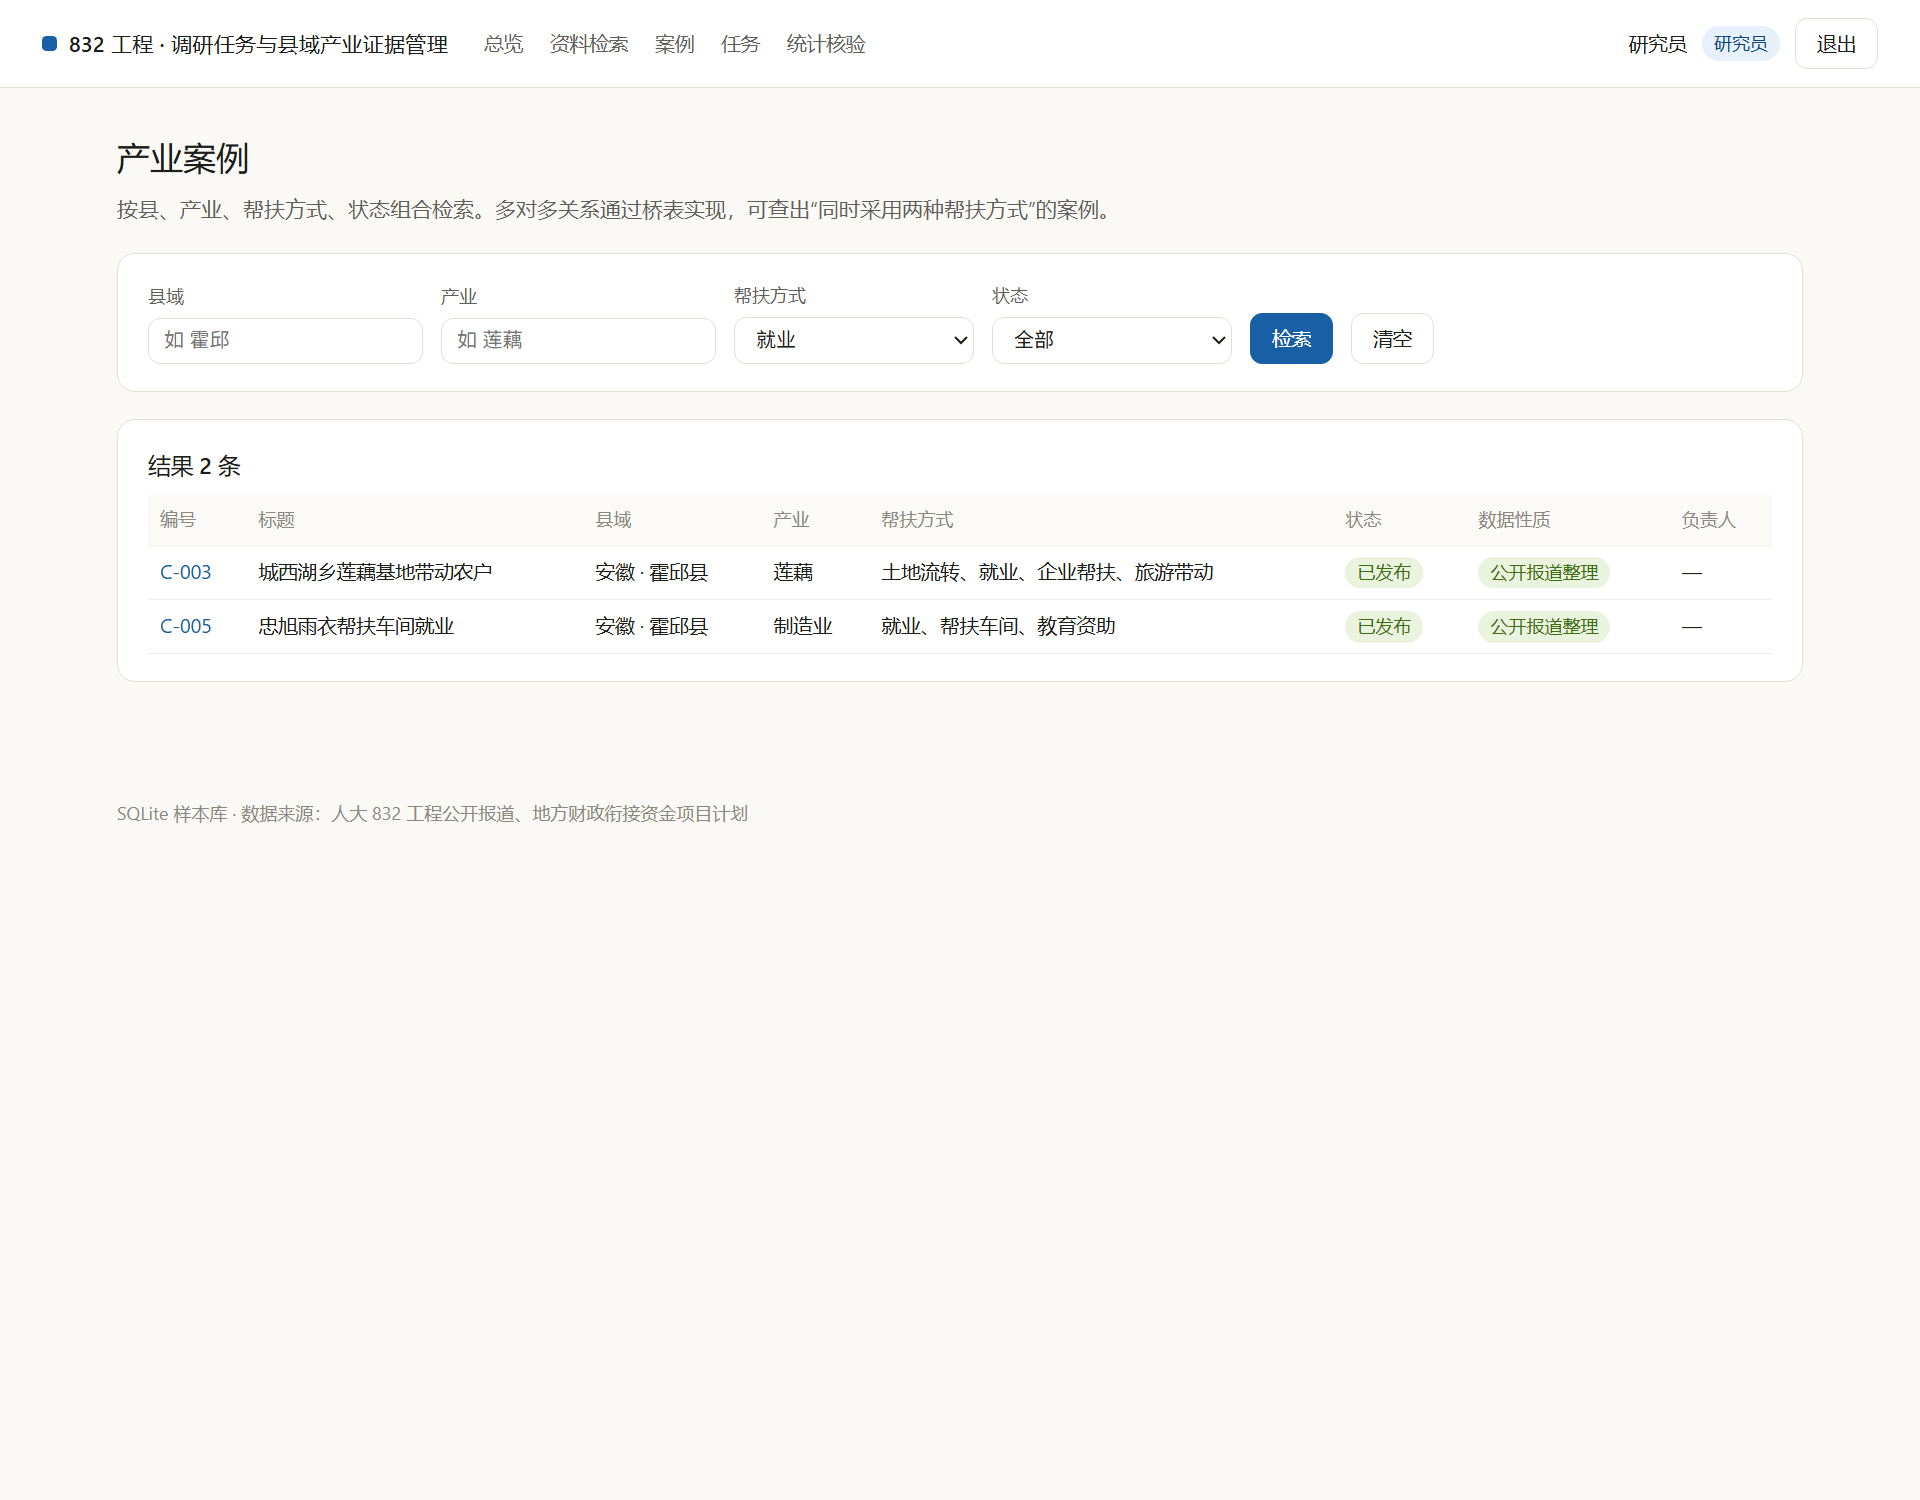 832 工程 · 调研任务与县域产业证据管理 总览 资料检索 案例 任务 统计核验 研究员 研究员 退出
产业案例
按县、产业、帮扶方式、状态组合检索。多对多关系通过桥表实现，可查出“同时采用两种帮扶方式”的案例。
县域 产业 帮扶方式 状态
如 霍邱 如 莲藕 就业 全部 检索 清空
结果 2 条
编号 标题 县域 产业 帮扶方式 状态 数据性质 负责人
C-003 城西湖乡莲藕基地带动农户 安徽 · 霍邱县 莲藕 土地流转、就业、企业帮扶、旅游带动 已发布 公开报道整理 —
C-005 忠旭雨衣帮扶车间就业 安徽 · 霍邱县 制造业 就业、帮扶车间、教育资助 已发布 公开报道整理 —
SQLite 样本库 · 数据来源：人大 832 工程公开报道、地方财政衔接资金项目计划